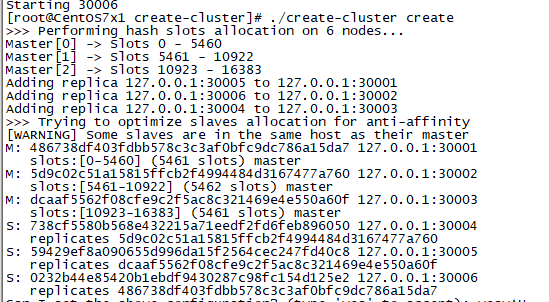 Starting 30006
[root@CentOS7x1 create-cluster]# ./create-cluster create
>>> Performing hash slots allocation on 6 nodes...
Master[0] -> Slots 0 - 5460
Master[1] -> Slots 5461 - 10922
Master[2] -> Slots 10923 - 16383
Adding replica 127.0.0.1:30005 to 127.0.0.1:30001
Adding replica 127.0.0.1:30006 to 127.0.0.1:30002
Adding replica 127.0.0.1:30004 to 127.0.0.1:30003
>>> Trying to optimize slaves allocation for anti-affinity
[WARNING] Some slaves are in the same host as their master
M: 486738df403fdbb578c3c3af0bfc9dc786a15da7 127.0.0.1:30001
slots:[0-5460] (5461 slots) master
M: 5d9c02c51a15815ffcb2f4994484d3167477a760 127.0.0.1:30002
slots:[5461-10922] (5462 slots) master
M: dcaaf5562f08cfe9c2f5ac8c321469e4e550a60f 127.0.0.1:30003
slots:[10923-16383] (5461 slots) master
S: 738cf5580b568e432215a71eedf2fd6feb896050 127.0.0.1:30004
replicates 5d9c02c51a15815ffcb2f4994484d3167477a760
S: 59429ef8a090655d996da15f2564cec247fd40c8 127.0.0.1:30005
replicates dcaaf5562f08cfe9c2f5ac8c321469e4e550a60f
S: 0232b44e85420b1ebdf9430287c98fc154d125e2 127.0.0.1:30006
replicates 486738df403fdbb578c3c3af0bfc9dc786a15da7